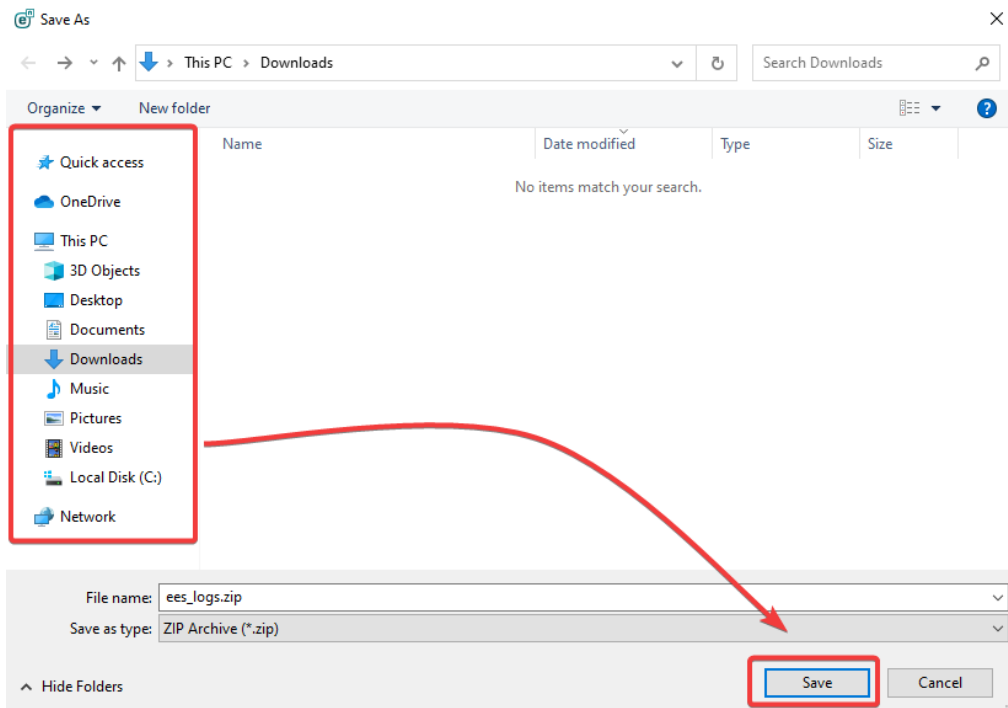 Save As
This PC > Downloads
Search Downloads
Organize
New folder
Name
Date modified
Type
Size
No items match your search.
Quick access
OneDrive
This PC
3D Objects
Desktop
Documents
Downloads
Music
Pictures
Videos
Local Disk (C:)
Network
File name: ees_logs.zip
Save as type: ZIP Archive (*.zip)
Hide Folders
Save
Cancel